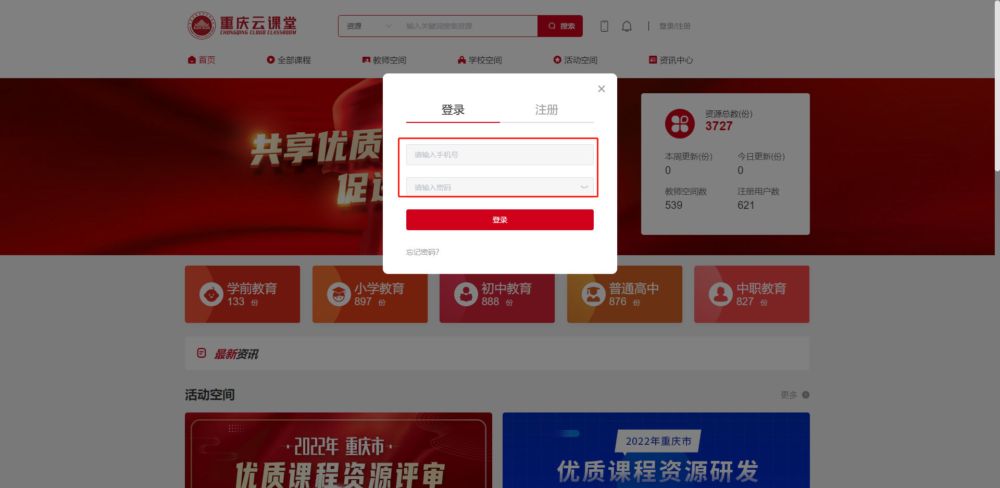 重庆云课堂
CHONGQING CLOUD CLASSROOM
资源
输入关键词搜索资源
搜索
登录/注册
首页
全部课程
教师空间
学校空间
活动空间
资讯中心
登录
注册
请输入手机号
请输入密码
登录
忘记密码?
共享优质
促进
资源总数(份)
3727
本周更新(份)
今日更新(份)
0
0
教师空间数
注册用户数
539
621
学前教育
133 份
小学教育
897 份
初中教育
888 份
普通高中
876 份
中职教育
827 份
最新资讯
活动空间
更多
2022年 重庆市
优质课程资源评审
2022年重庆市
优质课程资源研发